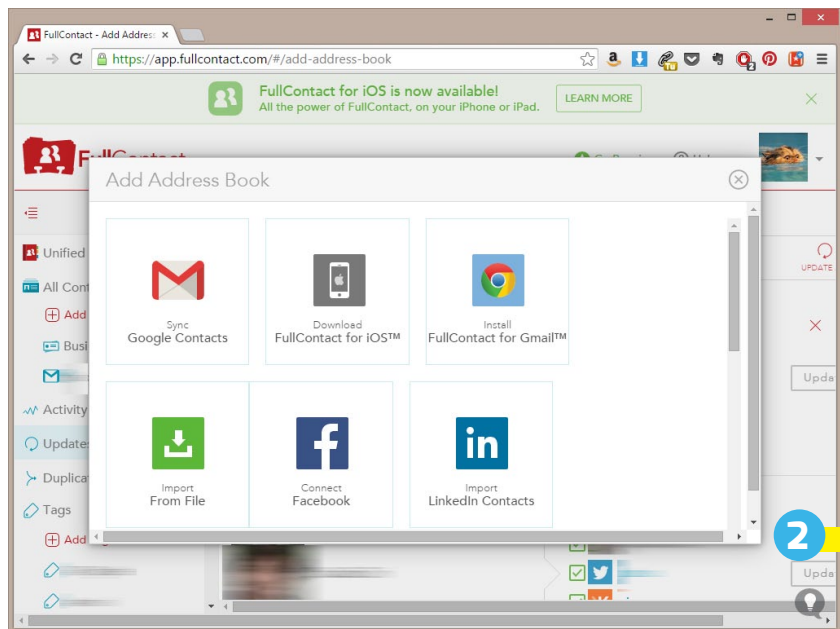 FullContact - Add Addres
https://app.fullcontact.com/#/add-address-book
FullContact for iOS is now available!
All the power of FullContact, on your iPhone or iPad.
LEARN MORE
Add Address Book
Unified
UPDATE
All Cont
Add
Busi
Sync
Google Contacts
Download
FullContact for iOS™
Install
FullContact for Gmail™
Upda
Activity
Updates
Duplica
Tags
Add
Import
From File
Connect
Facebook
in
Import
LinkedIn Contacts
2
Upda